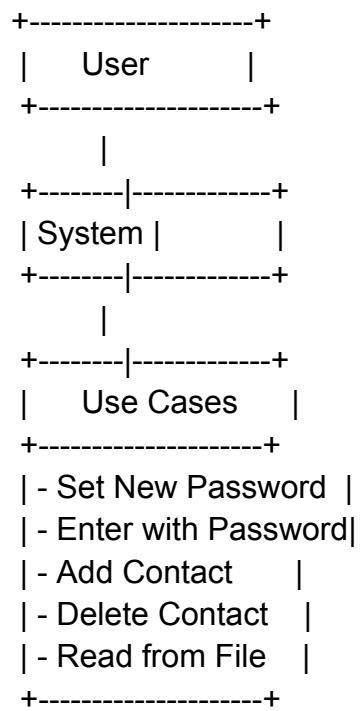 +--------------------+
| User |
+---------------------+
|
+--------|-------------+
| System | |
+--------|-------------+
|
+--------|-------------+
| Use Cases |
+---------------------+
| - Set New Password |
| - Enter with Password|
| - Add Contact |
| - Delete Contact |
| - Read from File |
+---------------------+